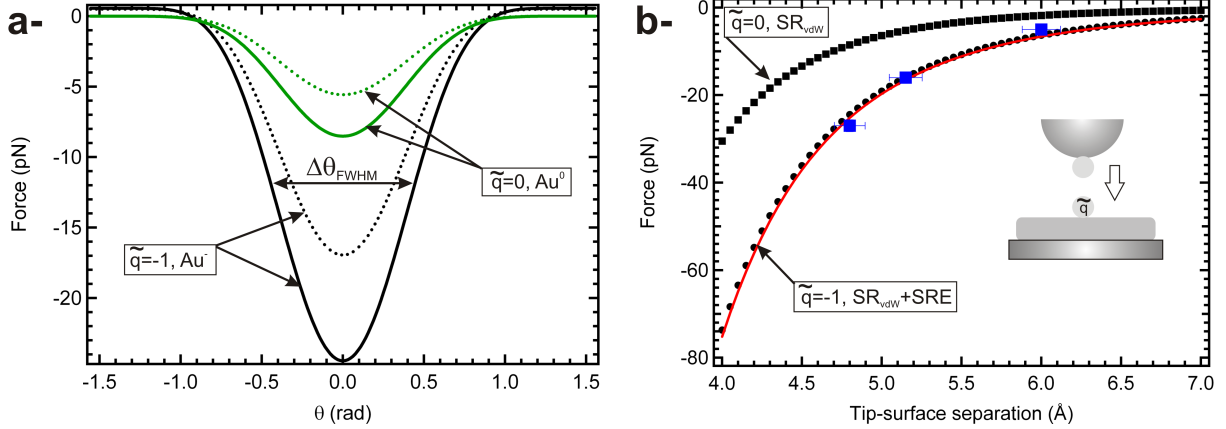 a-
0
-5
-10
-15
-20
Force (pN)
-1.5
-1.0
-0.5
0.0
0.5
1.0
1.5
θ (rad)
ΔθFWHM
q̃=0, Au⁰
q̃=-1, Au⁻
b-
0
-20
-40
-60
-80
Force (pN)
4.0
4.5
5.0
5.5
6.0
6.5
7.0
Tip-surface separation (Å)
q̃=0, SRvdW
q̃
q̃=-1, SRvdW+SRE